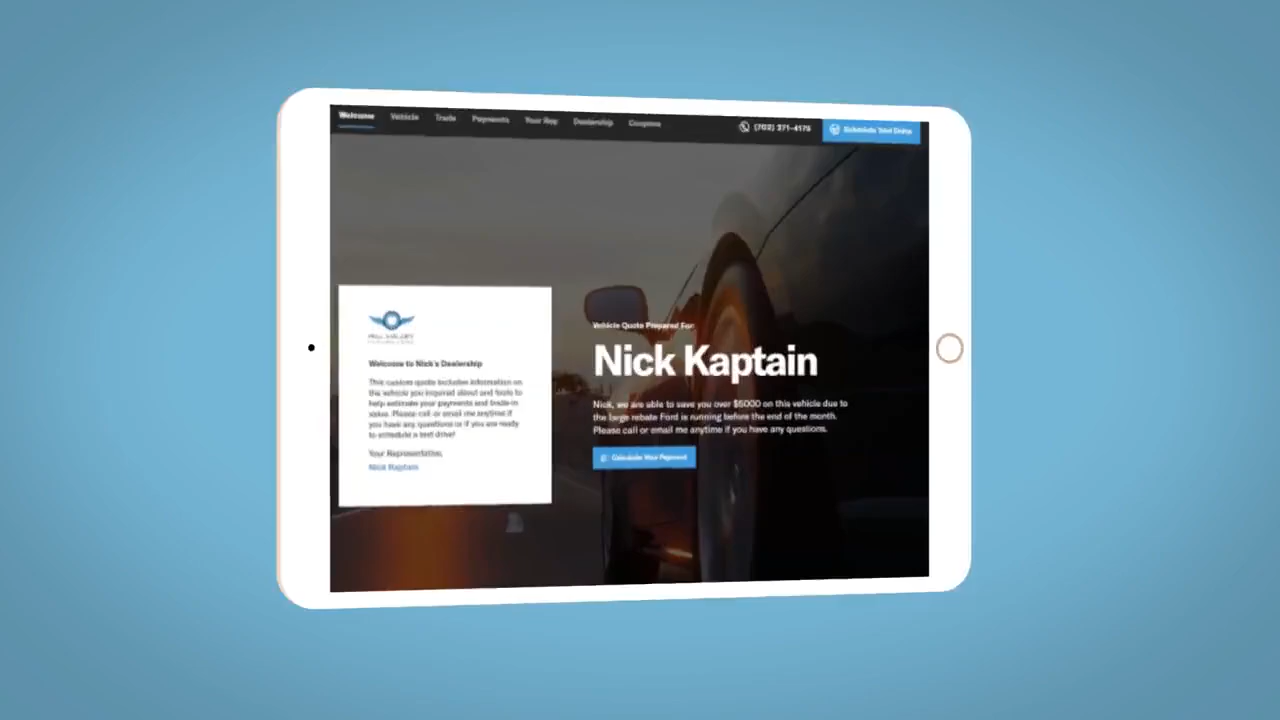 Welcome Vehicle Trade Payments Your Rep Dealership Coupons (702) 271-4175 Schedule Test Drive
Welcome to Nick's Dealership
This custom quote includes information on
the vehicle you inquired about and tools to
help estimate your payments and trade-in
value. Please call or email me anytime if
you have any questions or if you are ready
to schedule a test drive!
Your Representative,
Nick Kaptain
Vehicle Quote Prepared For:
Nick Kaptain
Nick, we are able to save you over $5000 on this vehicle due to
the large rebate Ford is running before the end of the month.
Please call or email me anytime if you have any questions.
Calculate Your Payment